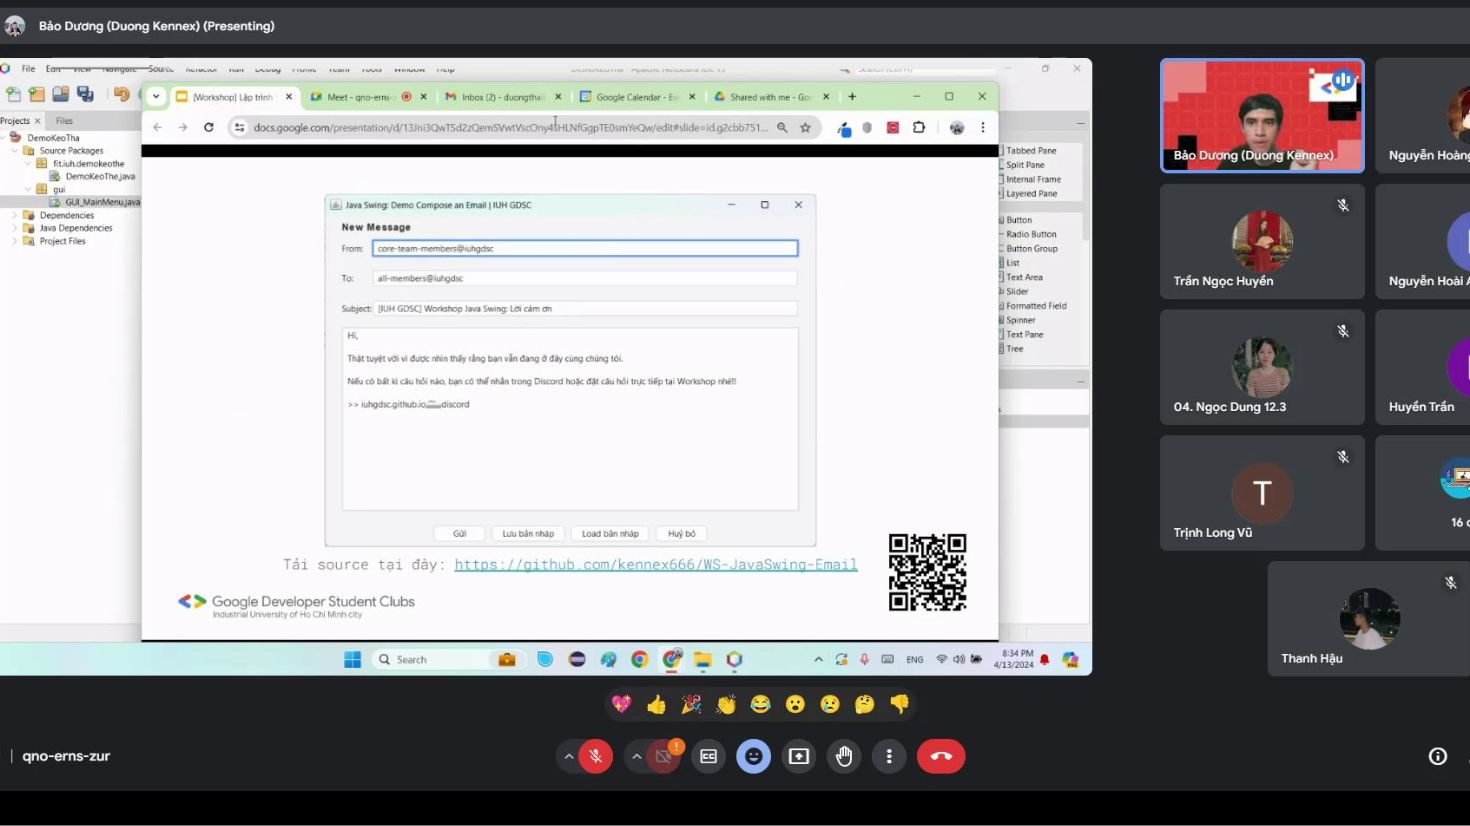 Bảo Dương (Duong Kennex) (Presenting)
File Edit View Navigate Source Refactor Run Debug Profile Team Tools Window Help
Projects Files
[Workshop] Lập trình
Meet - qno-erns-
Inbox (2) - duongthai
Google Calendar - Ev
Shared with me - Go
docs.google.com/presentation/d/
DemoKeoTha
Source Packages
fit.iuh.demokeothe
DemoKeoThe.java
gui
GUI_MainMenu.java
Dependencies
Java Dependencies
Project Files
Java Swing: Demo Compose an Email | IUH GDSC
New Message
From: core-team-members@iuhgdsc
To: all-members@iuhgdsc
Subject: [IUH GDSC] Workshop Java Swing: Lời cảm ơn
Hi,
Thật tuyệt vời vì được nhìn thấy rằng bạn vẫn đang ở đây cùng chúng tôi.
Nếu có bất kì câu hỏi nào, bạn có thể nhắn trong Discord hoặc đặt câu hỏi trực tiếp tại Workshop nhé!!
>> iuhgdsc.github.io
discord
Gửi
Lưu bản nháp
Load bản nháp
Huỷ bỏ
Tải source tại đây: https://github.com/kennex666/WS-JavaSwing-Email
Google Developer Student Clubs
Industrial University of Ho Chi Minh city
Tabbed Pane
Split Pane
Internal Frame
Layered Pane
Button
Radio Button
Button Group
List
Text Area
Slider
Formatted Field
Spinner
Text Pane
Tree
Search
ENG
8:34 PM
4/13/2024
Bảo Dương (Duong Kennex)
Nguyễn Hoàng
Trần Ngọc Huyền
Nguyễn Hoài A
04. Ngọc Dung 12.3
Huyền Trần
T
Trịnh Long Vũ
16
Thanh Hậu
qno-erns-zur